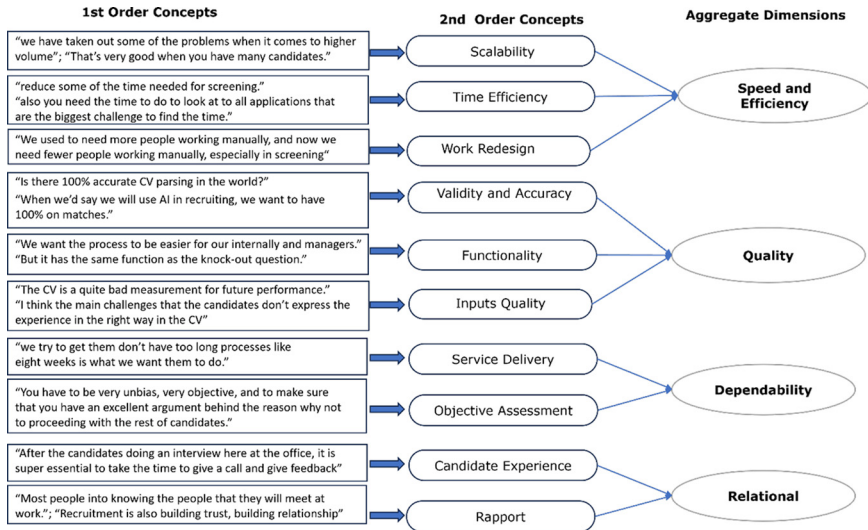 1st Order Concepts
2nd Order Concepts
Aggregate Dimensions
“we have taken out some of the problems when it comes to higher
volume”; “That’s very good when you have many candidates.”
Scalability
“reduce some of the time needed for screening.”
“also you need the time to do to look at to all applications that
are the biggest challenge to find the time.”
Time Efficiency
“We used to need more people working manually, and now we
need fewer people working manually, especially in screening“
Work Redesign
Speed and
Efficiency
“Is there 100% accurate CV parsing in the world?”
“When we’d say we will use AI in recruiting, we want to have
100% on matches.”
Validity and Accuracy
“We want the process to be easier for our internally and managers.”
“But it has the same function as the knock-out question.”
Functionality
“The CV is a quite bad measurement for future performance.”
“I think the main challenges that the candidates don’t express the
experience in the right way in the CV”
Inputs Quality
Quality
“we try to get them don’t have too long processes like
eight weeks is what we want them to do.”
Service Delivery
“You have to be very unbias, very objective, and to make sure
that you have an excellent argument behind the reason why not
to proceeding with the rest of candidates.”
Objective Assessment
Dependability
“After the candidates doing an interview here at the office, it is
super essential to take the time to give a call and give feedback”
Candidate Experience
“Most people into knowing the people that they will meet at
work.”; “Recruitment is also building trust, building relationship”
Rapport
Relational